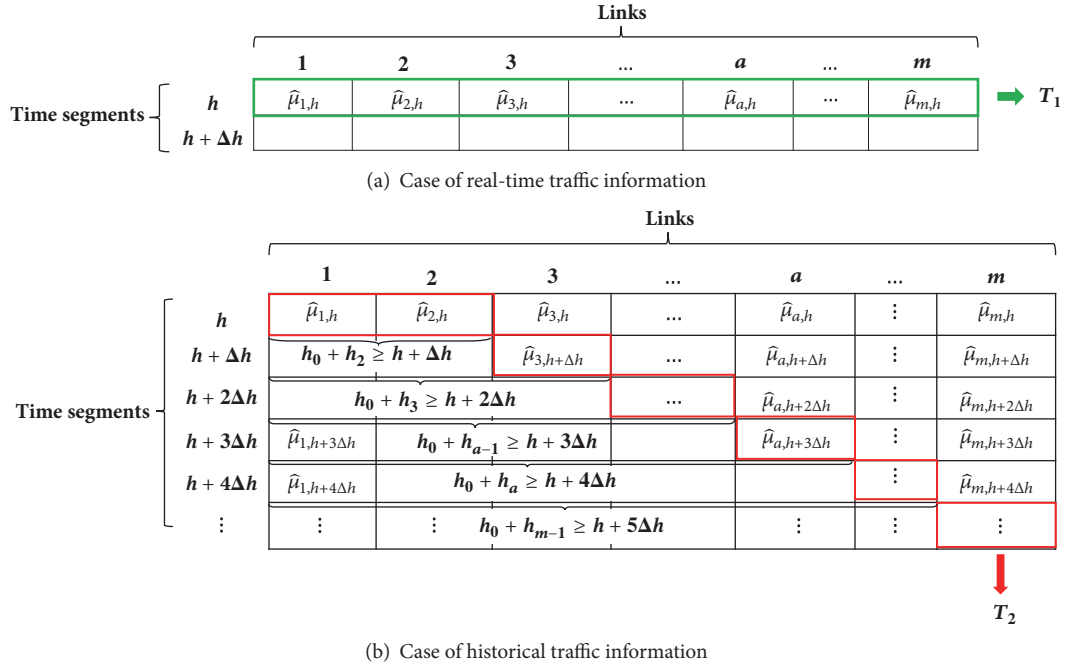 Links
1 2 3 ... a ... m
h μ̂1,h μ̂2,h μ̂3,h ... μ̂a,h ... μ̂m,h T1
Time segments
h + Δh
(a) Case of real-time traffic information
Links
1 2 3 ... a ... m
h μ̂1,h μ̂2,h μ̂3,h ... μ̂a,h ⋮ μ̂m,h
h + Δh h0 + h2 ≥ h + Δh μ̂3,h+Δh ... μ̂a,h+Δh ⋮ μ̂m,h+Δh
h + 2Δh h0 + h3 ≥ h + 2Δh ... μ̂a,h+2Δh ⋮ μ̂m,h+2Δh
Time segments
h + 3Δh μ̂1,h+3Δh h0 + ha−1 ≥ h + 3Δh μ̂a,h+3Δh ⋮ μ̂m,h+3Δh
h + 4Δh μ̂1,h+4Δh h0 + ha ≥ h + 4Δh ⋮ μ̂m,h+4Δh
⋮ ⋮ ⋮ h0 + hm−1 ≥ h + 5Δh ⋮ ⋮ ⋮
T2
(b) Case of historical traffic information